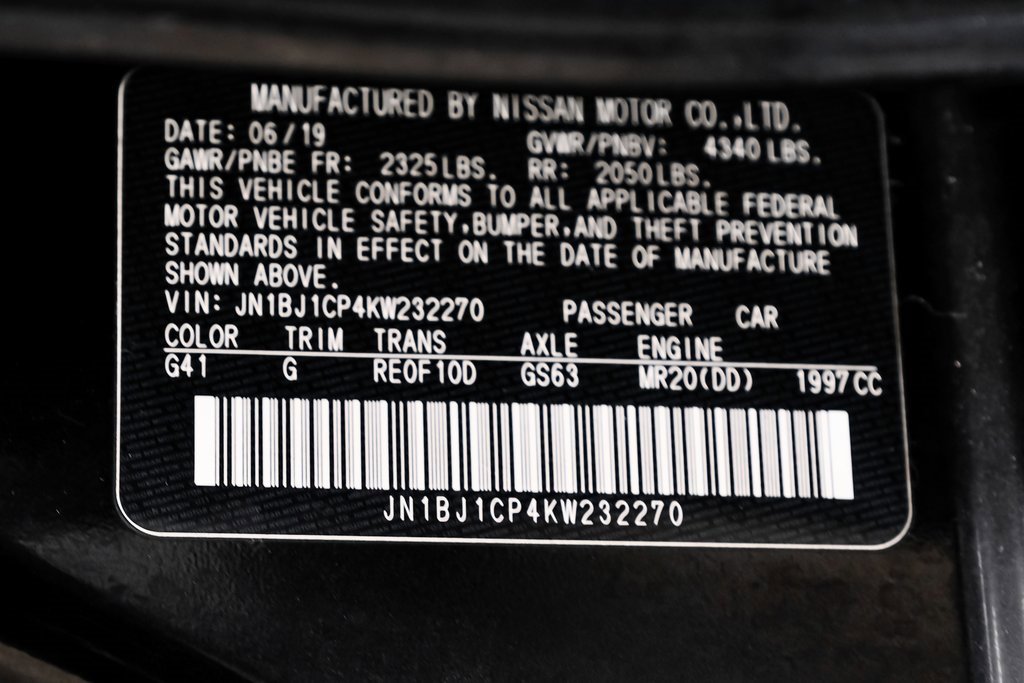 MANUFACTURED BY NISSAN MOTOR CO.,LTD.
DATE: 06/19 GVWR/PNBV: 4340 LBS.
GAWR/PNBE FR: 2325LBS. RR: 2050LBS.
THIS VEHICLE CONFORMS TO ALL APPLICABLE FEDERAL
MOTOR VEHICLE SAFETY,BUMPER,AND THEFT PREVENTION
STANDARDS IN EFFECT ON THE DATE OF MANUFACTURE
SHOWN ABOVE.
VIN: JN1BJ1CP4KW232270 PASSENGER CAR
COLOR TRIM TRANS AXLE ENGINE
G41 G RE0F10D GS63 MR20(DD) 1997CC
JN1BJ1CP4KW232270